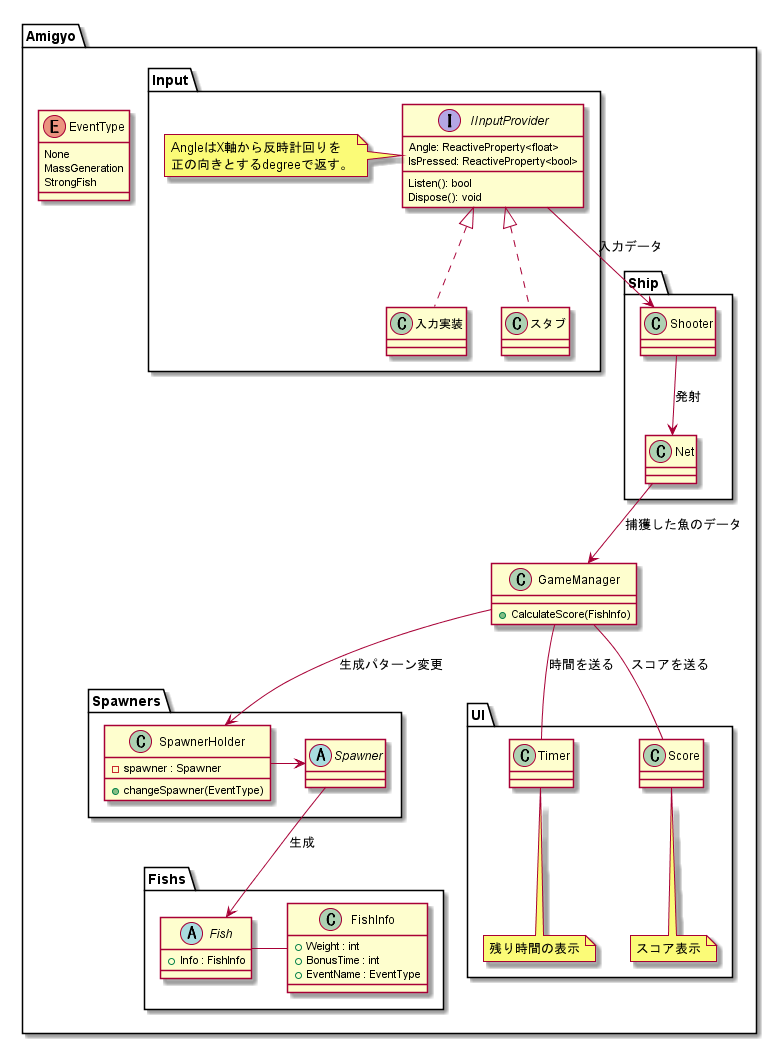 Amigyo
Input
E EventType
None
MassGeneration
StrongFish
AngleはX軸から反時計回りを
正の向きとするdegreeで返す。
I IInputProvider
Angle: ReactiveProperty<float>
IsPressed: ReactiveProperty<bool>
Listen(): bool
Dispose(): void
入力データ
C 入力実装
C スタブ
Ship
C Shooter
発射
C Net
捕獲した魚のデータ
C GameManager
CalculateScore(FishInfo)
生成パターン変更
時間を送る
スコアを送る
Spawners
C SpawnerHolder
spawner : Spawner
changeSpawner(EventType)
A Spawner
生成
UI
C Timer
C Score
残り時間の表示
スコア表示
Fishs
A Fish
Info : FishInfo
C FishInfo
Weight : int
BonusTime : int
EventName : EventType